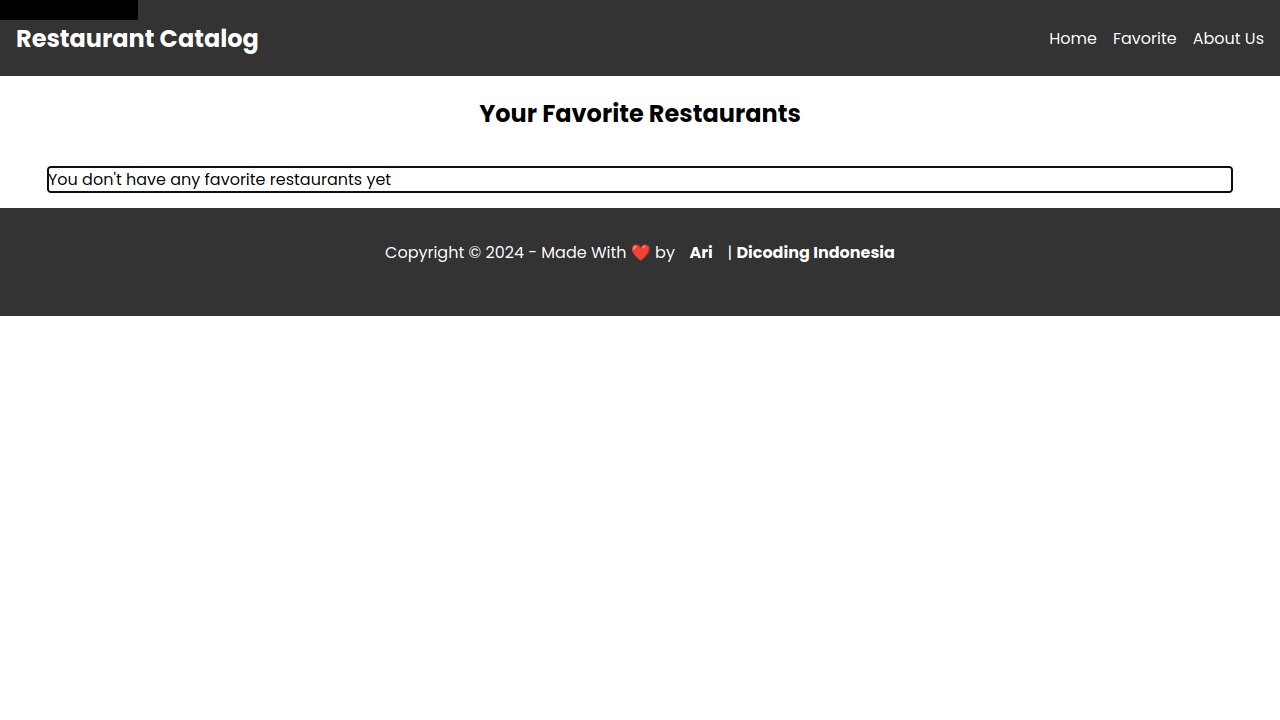 Restaurant Catalog
Home Favorite About Us
Your Favorite Restaurants
You don't have any favorite restaurants yet
Copyright © 2024 - Made With ❤️ by Ari | Dicoding Indonesia